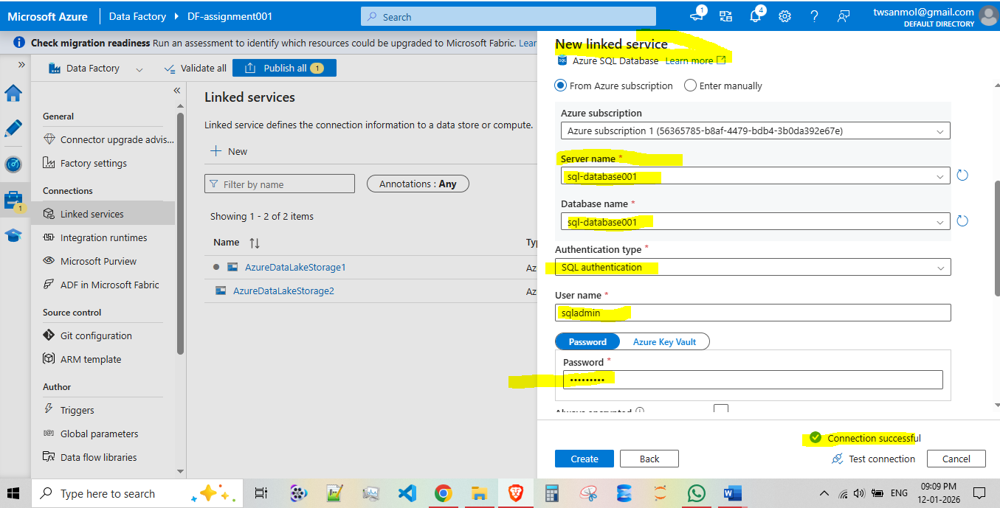 Microsoft Azure
Data Factory
DF-assignment001
Search
1
4
twsanmol@gmail.com
DEFAULT DIRECTORY
Check migration readiness Run an assessment to identify which resources could be upgraded to Microsoft Fabric.
Data Factory
Validate all
Publish all 1
General
Connector upgrade advis...
Factory settings
Connections
Linked services
Integration runtimes
Microsoft Purview
ADF in Microsoft Fabric
Source control
Git configuration
ARM template
Author
Triggers
Global parameters
Data flow libraries
1
Linked services
Linked service defines the connection information to a data store or compute.
New
Filter by name
Annotations : Any
Showing 1 - 2 of 2 items
Name
AzureDataLakeStorage1
AzureDataLakeStorage2
New linked service
SQL
Azure SQL Database Learn more
From Azure subscription
Enter manually
Azure subscription
Azure subscription 1 (56365785-b8af-4479-bdb4-3b0da392e67e)
Server name *
sql-database001
Database name *
sql-database001
Authentication type *
SQL authentication
User name *
sqladmin
Password
Azure Key Vault
Password *
•••••••••
Connection successful
Create
Back
Test connection
Cancel
Type here to search
ENG
09:09 PM
12-01-2026